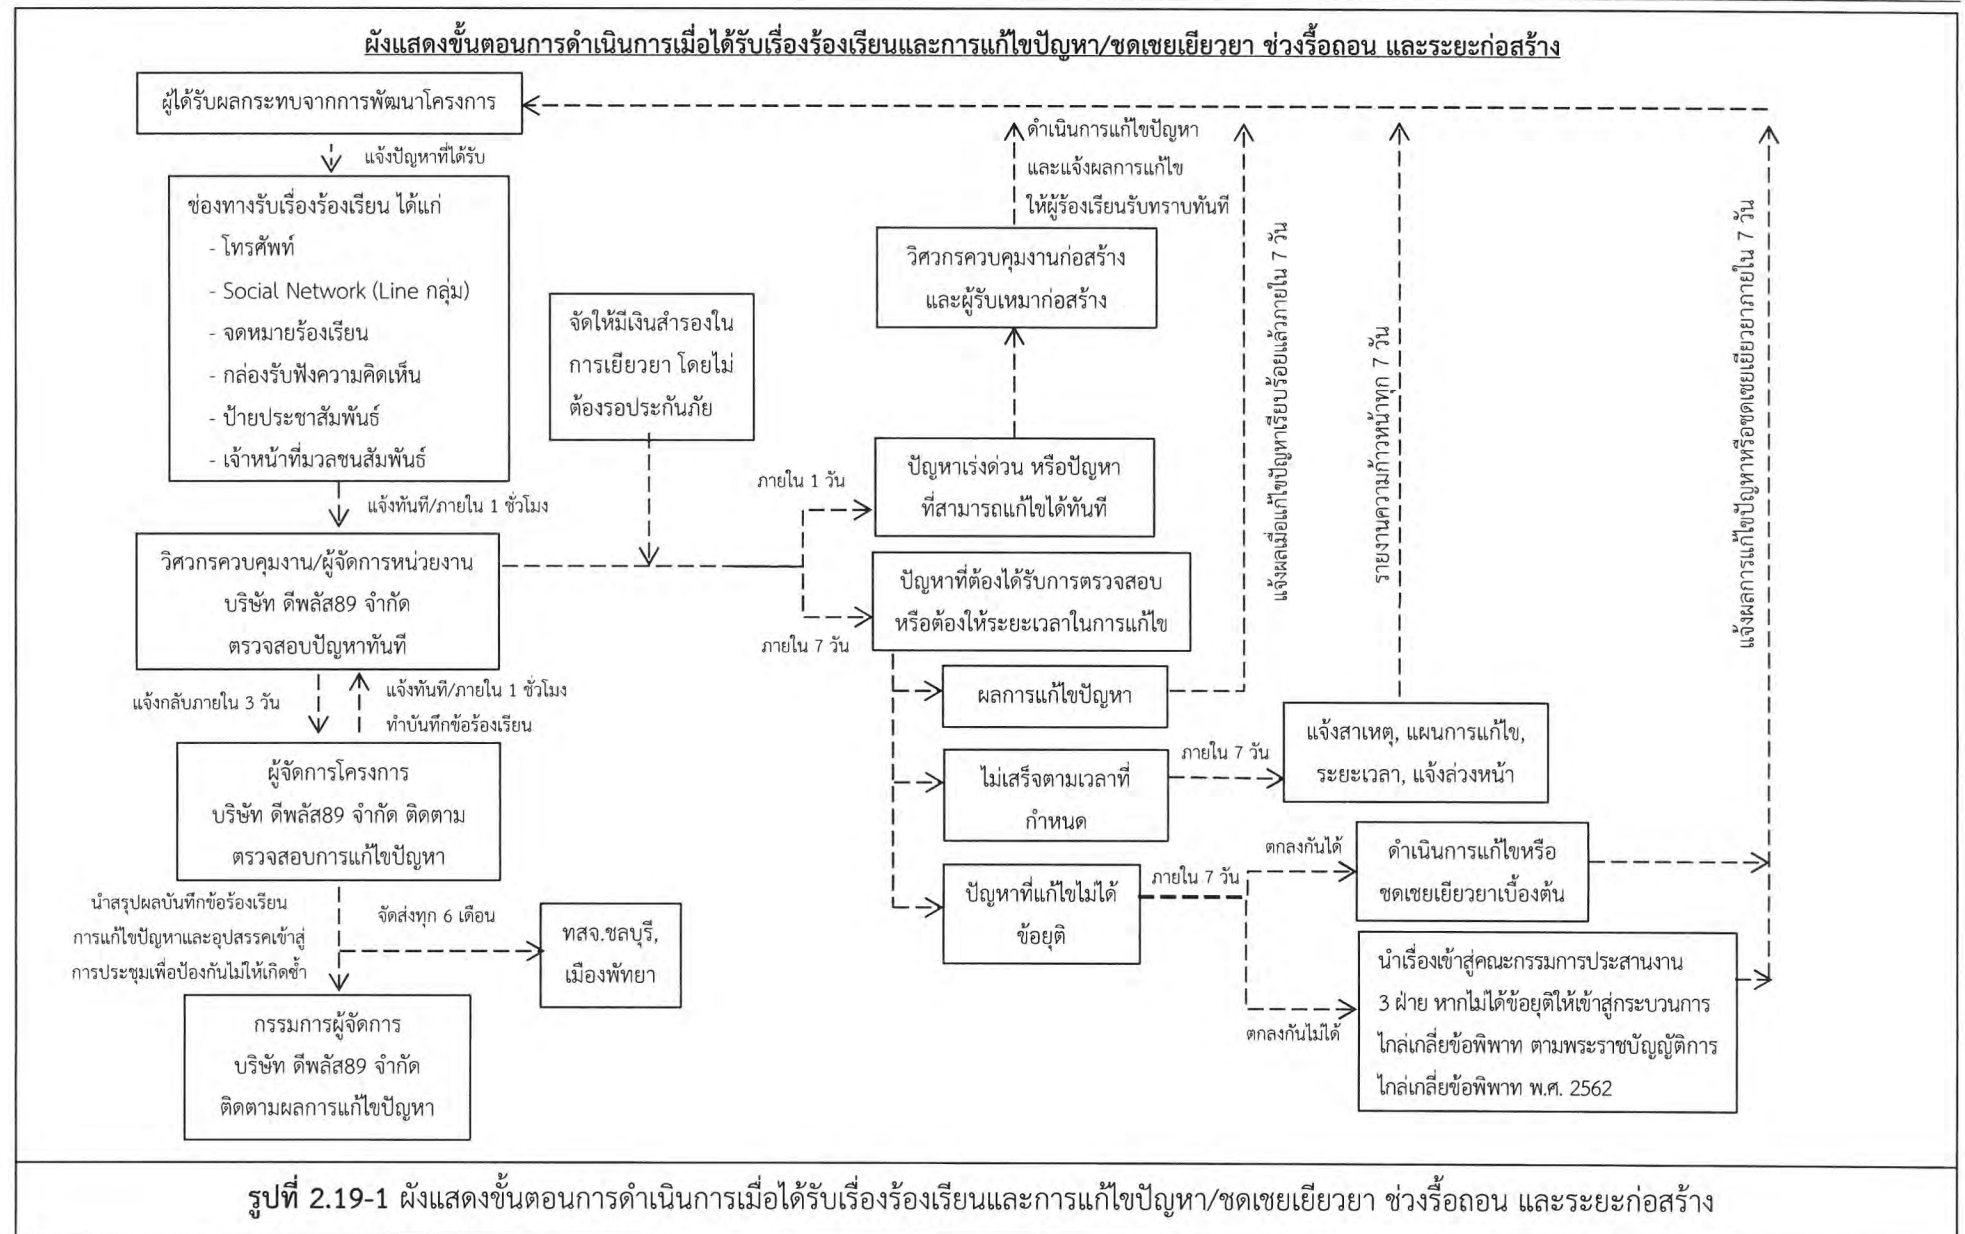 ผังแสดงขั้นตอนการดำเนินการเมื่อได้รับเรื่องร้องเรียนและการแก้ไขปัญหา/ชดเชยเยียวยา ช่วงรื้อถอน และระยะก่อสร้าง
ผู้ได้รับผลกระทบจากการพัฒนาโครงการ
แจ้งปัญหาที่ได้รับ
ช่องทางรับเรื่องร้องเรียน ได้แก่
- โทรศัพท์
- Social Network (Line กลุ่ม)
- จดหมายร้องเรียน
- กล่องรับฟังความคิดเห็น
- ป้ายประชาสัมพันธ์
- เจ้าหน้าที่มวลชนสัมพันธ์
แจ้งทันที/ภายใน 1 ชั่วโมง
วิศวกรควบคุมงาน/ผู้จัดการหน่วยงาน
บริษัท ดีพลัส89 จำกัด
ตรวจสอบปัญหาทันที
แจ้งกลับภายใน 3 วัน
แจ้งทันที/ภายใน 1 ชั่วโมง
ทำบันทึกข้อร้องเรียน
ผู้จัดการโครงการ
บริษัท ดีพลัส89 จำกัด ติดตาม
ตรวจสอบการแก้ไขปัญหา
นำสรุปผลบันทึกข้อร้องเรียน
การแก้ไขปัญหาและอุปสรรคเข้าสู่
การประชุมเพื่อป้องกันไม่ให้เกิดซ้ำ
จัดส่งทุก 6 เดือน
ทสจ.ชลบุรี,
เมืองพัทยา
กรรมการผู้จัดการ
บริษัท ดีพลัส89 จำกัด
ติดตามผลการแก้ไขปัญหา
จัดให้มีเงินสำรองใน
การเยียวยา โดยไม่
ต้องรอประกันภัย
ภายใน 1 วัน
ภายใน 7 วัน
ดำเนินการแก้ไขปัญหา
และแจ้งผลการแก้ไข
ให้ผู้ร้องเรียนรับทราบทันที
วิศวกรควบคุมงานก่อสร้าง
และผู้รับเหมาก่อสร้าง
ปัญหาเร่งด่วน หรือปัญหา
ที่สามารถแก้ไขได้ทันที
ปัญหาที่ต้องได้รับการตรวจสอบ
หรือต้องให้ระยะเวลาในการแก้ไข
ผลการแก้ไขปัญหา
แจ้งผลเมื่อแก้ไขปัญหาเรียบร้อยแล้วภายใน 7 วัน
ไม่เสร็จตามเวลาที่
กำหนด
ภายใน 7 วัน
แจ้งสาเหตุ, แผนการแก้ไข,
ระยะเวลา, แจ้งล่วงหน้า
รายงานความก้าวหน้าทุก 7 วัน
ปัญหาที่แก้ไขไม่ได้
ข้อยุติ
ภายใน 7 วัน
ตกลงกันได้
ดำเนินการแก้ไขหรือ
ชดเชยเยียวยาเบื้องต้น
ตกลงกันไม่ได้
นำเรื่องเข้าสู่คณะกรรมการประสานงาน
3 ฝ่าย หากไม่ได้ข้อยุติให้เข้าสู่กระบวนการ
ไกล่เกลี่ยข้อพิพาท ตามพระราชบัญญัติการ
ไกล่เกลี่ยข้อพิพาท พ.ศ. 2562
แจ้งผลการแก้ไขปัญหาหรือชดเชยเยียวยาภายใน 7 วัน
รูปที่ 2.19-1 ผังแสดงขั้นตอนการดำเนินการเมื่อได้รับเรื่องร้องเรียนและการแก้ไขปัญหา/ชดเชยเยียวยา ช่วงรื้อถอน และระยะก่อสร้าง